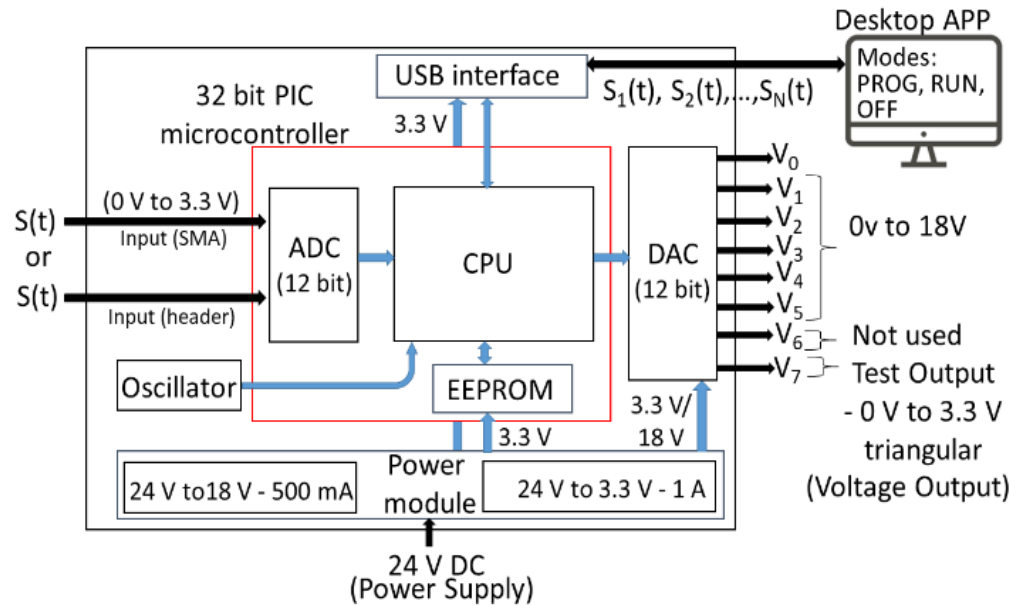 Desktop APP
Modes:
PROG, RUN,
OFF
USB interface
S₁(t), S₂(t),...,S_N(t)
32 bit PIC
microcontroller
3.3 V
(0 V to 3.3 V)
S(t)
Input (SMA)
or
S(t)
Input (header)
ADC
(12 bit)
CPU
DAC
(12 bit)
V₀
V₁
V₂
V₃
V₄
V₅
0v to 18V
V₆
Not used
V₇
Test Output
- 0 V to 3.3 V
triangular
(Voltage Output)
Oscillator
EEPROM
3.3 V/
18 V
3.3 V
Power
module
24 V to18 V - 500 mA
24 V to 3.3 V - 1 A
24 V DC
(Power Supply)